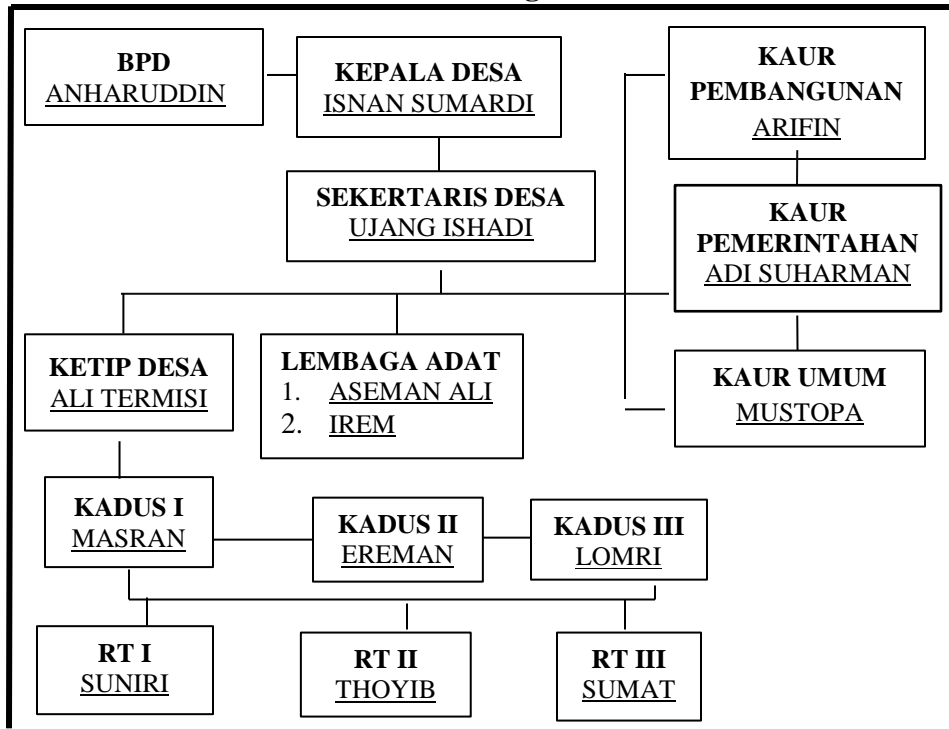 BPD
ANHARUDDIN
KEPALA DESA
ISNAN SUMARDI
KAUR
PEMBANGUNAN
ARIFIN
SEKERTARIS DESA
UJANG ISHADI
KAUR
PEMERINTAHAN
ADI SUHARMAN
KETIP DESA
ALI TERMISI
LEMBAGA ADAT
1. ASEMAN ALI
2. IREM
KAUR UMUM
MUSTOPA
KADUS I
MASRAN
KADUS II
EREMAN
KADUS III
LOMRI
RT I
SUNIRI
RT II
THOYIB
RT III
SUMAT